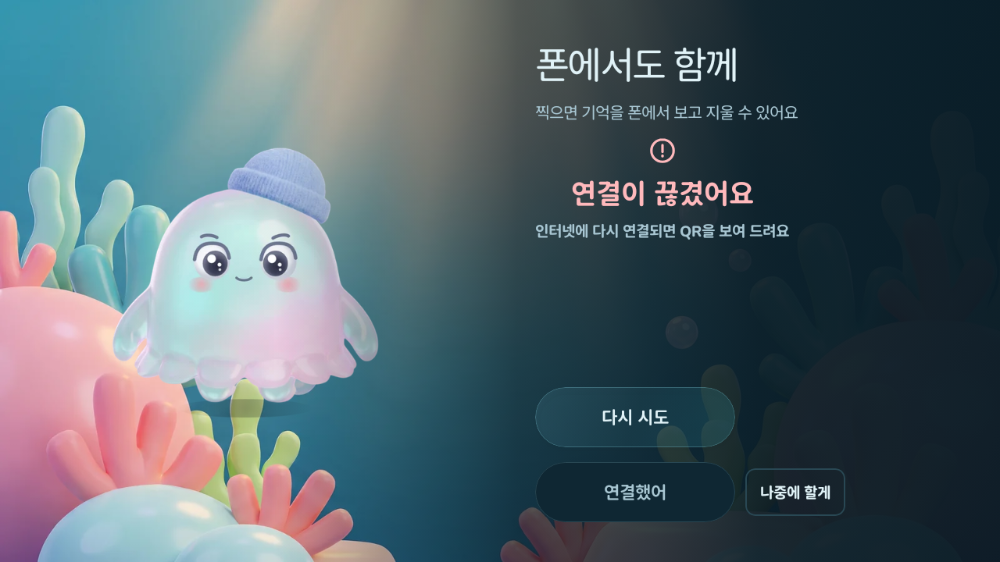 폰에서도 함께
찍으면 기억을 폰에서 보고 지울 수 있어요
연결이 끊겼어요
인터넷에 다시 연결되면 QR을 보여 드려요
다시 시도
연결했어
나중에 할게